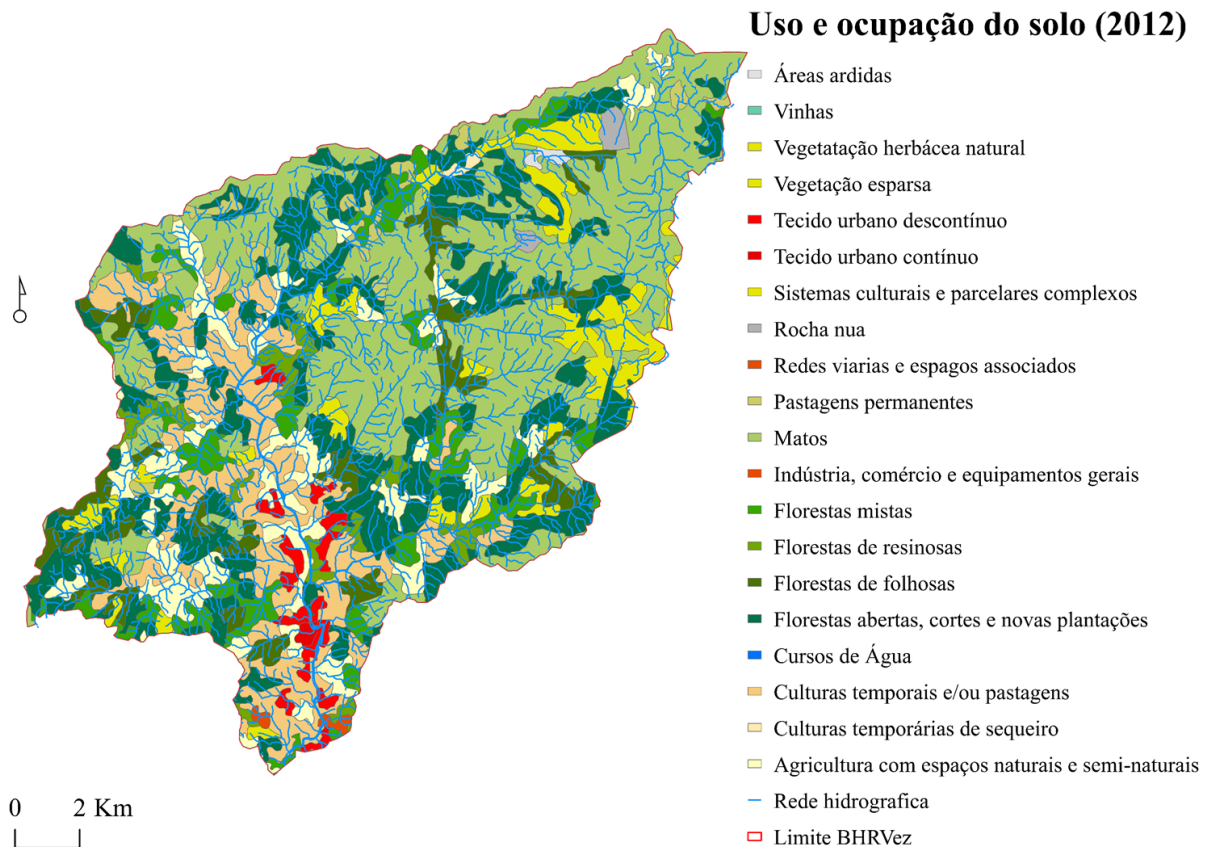 Uso e ocupação do solo (2012)
Áreas ardidas
Vinhas
Vegetatação herbácea natural
Vegetação esparsa
Tecido urbano descontínuo
Tecido urbano contínuo
Sistemas culturais e parcelares complexos
Rocha nua
Redes viarias e espagos associados
Pastagens permanentes
Matos
Indústria, comércio e equipamentos gerais
Florestas mistas
Florestas de resinosas
Florestas de folhosas
Florestas abertas, cortes e novas plantações
Cursos de Água
Culturas temporais e/ou pastagens
Culturas temporárias de sequeiro
Agricultura com espaços naturais e semi-naturais
Rede hidrografica
Limite BHRVez
0 2 Km